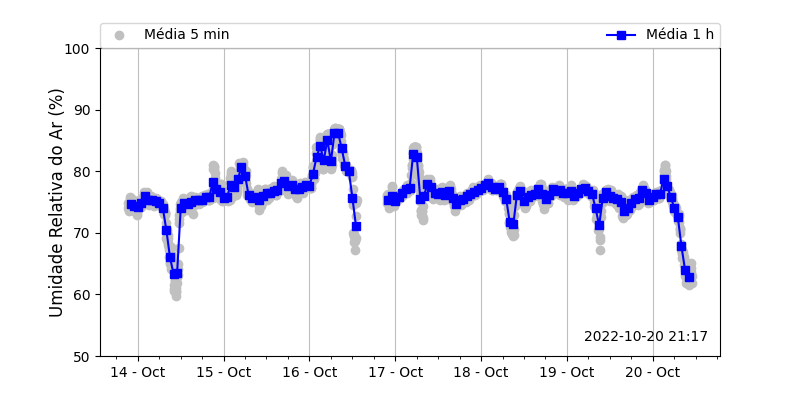 Média 5 min
Média 1 h
Umidade Relativa do Ar (%)
100
90
80
70
60
50
2022-10-20 21:17
14 - Oct
15 - Oct
16 - Oct
17 - Oct
18 - Oct
19 - Oct
20 - Oct